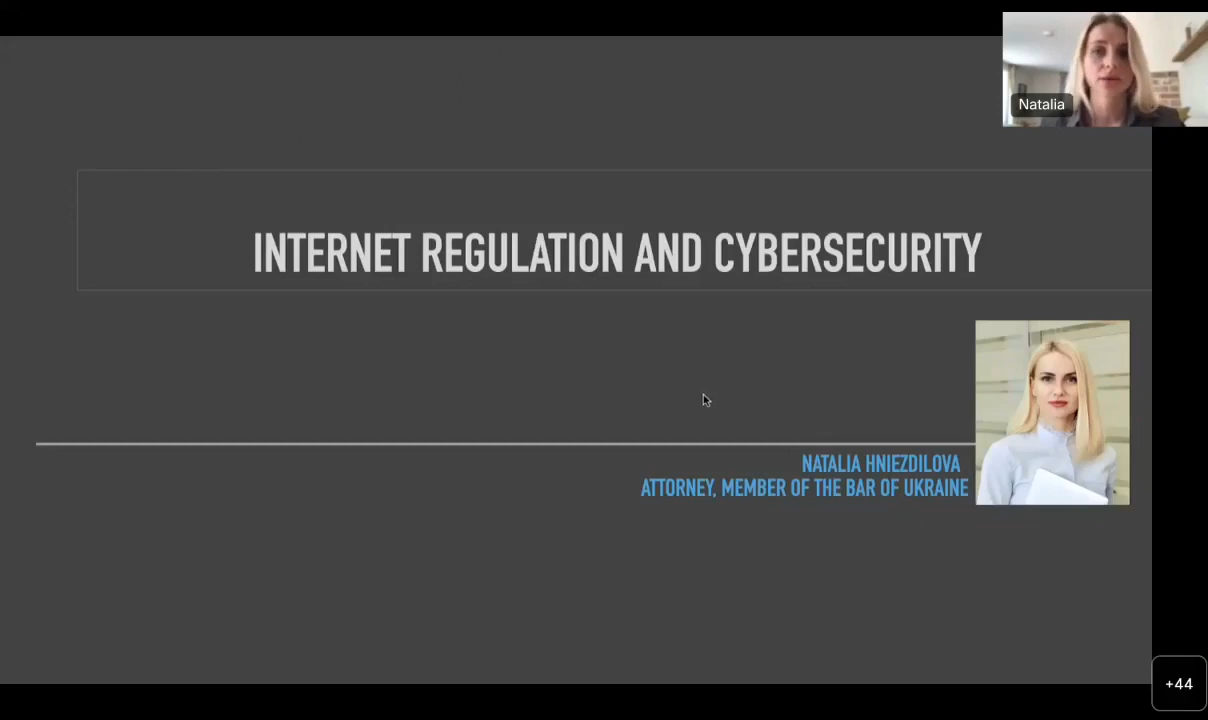 Natalia
INTERNET REGULATION AND CYBERSECURITY
NATALIA HNIEZDILOVA
ATTORNEY, MEMBER OF THE BAR OF UKRAINE
+44